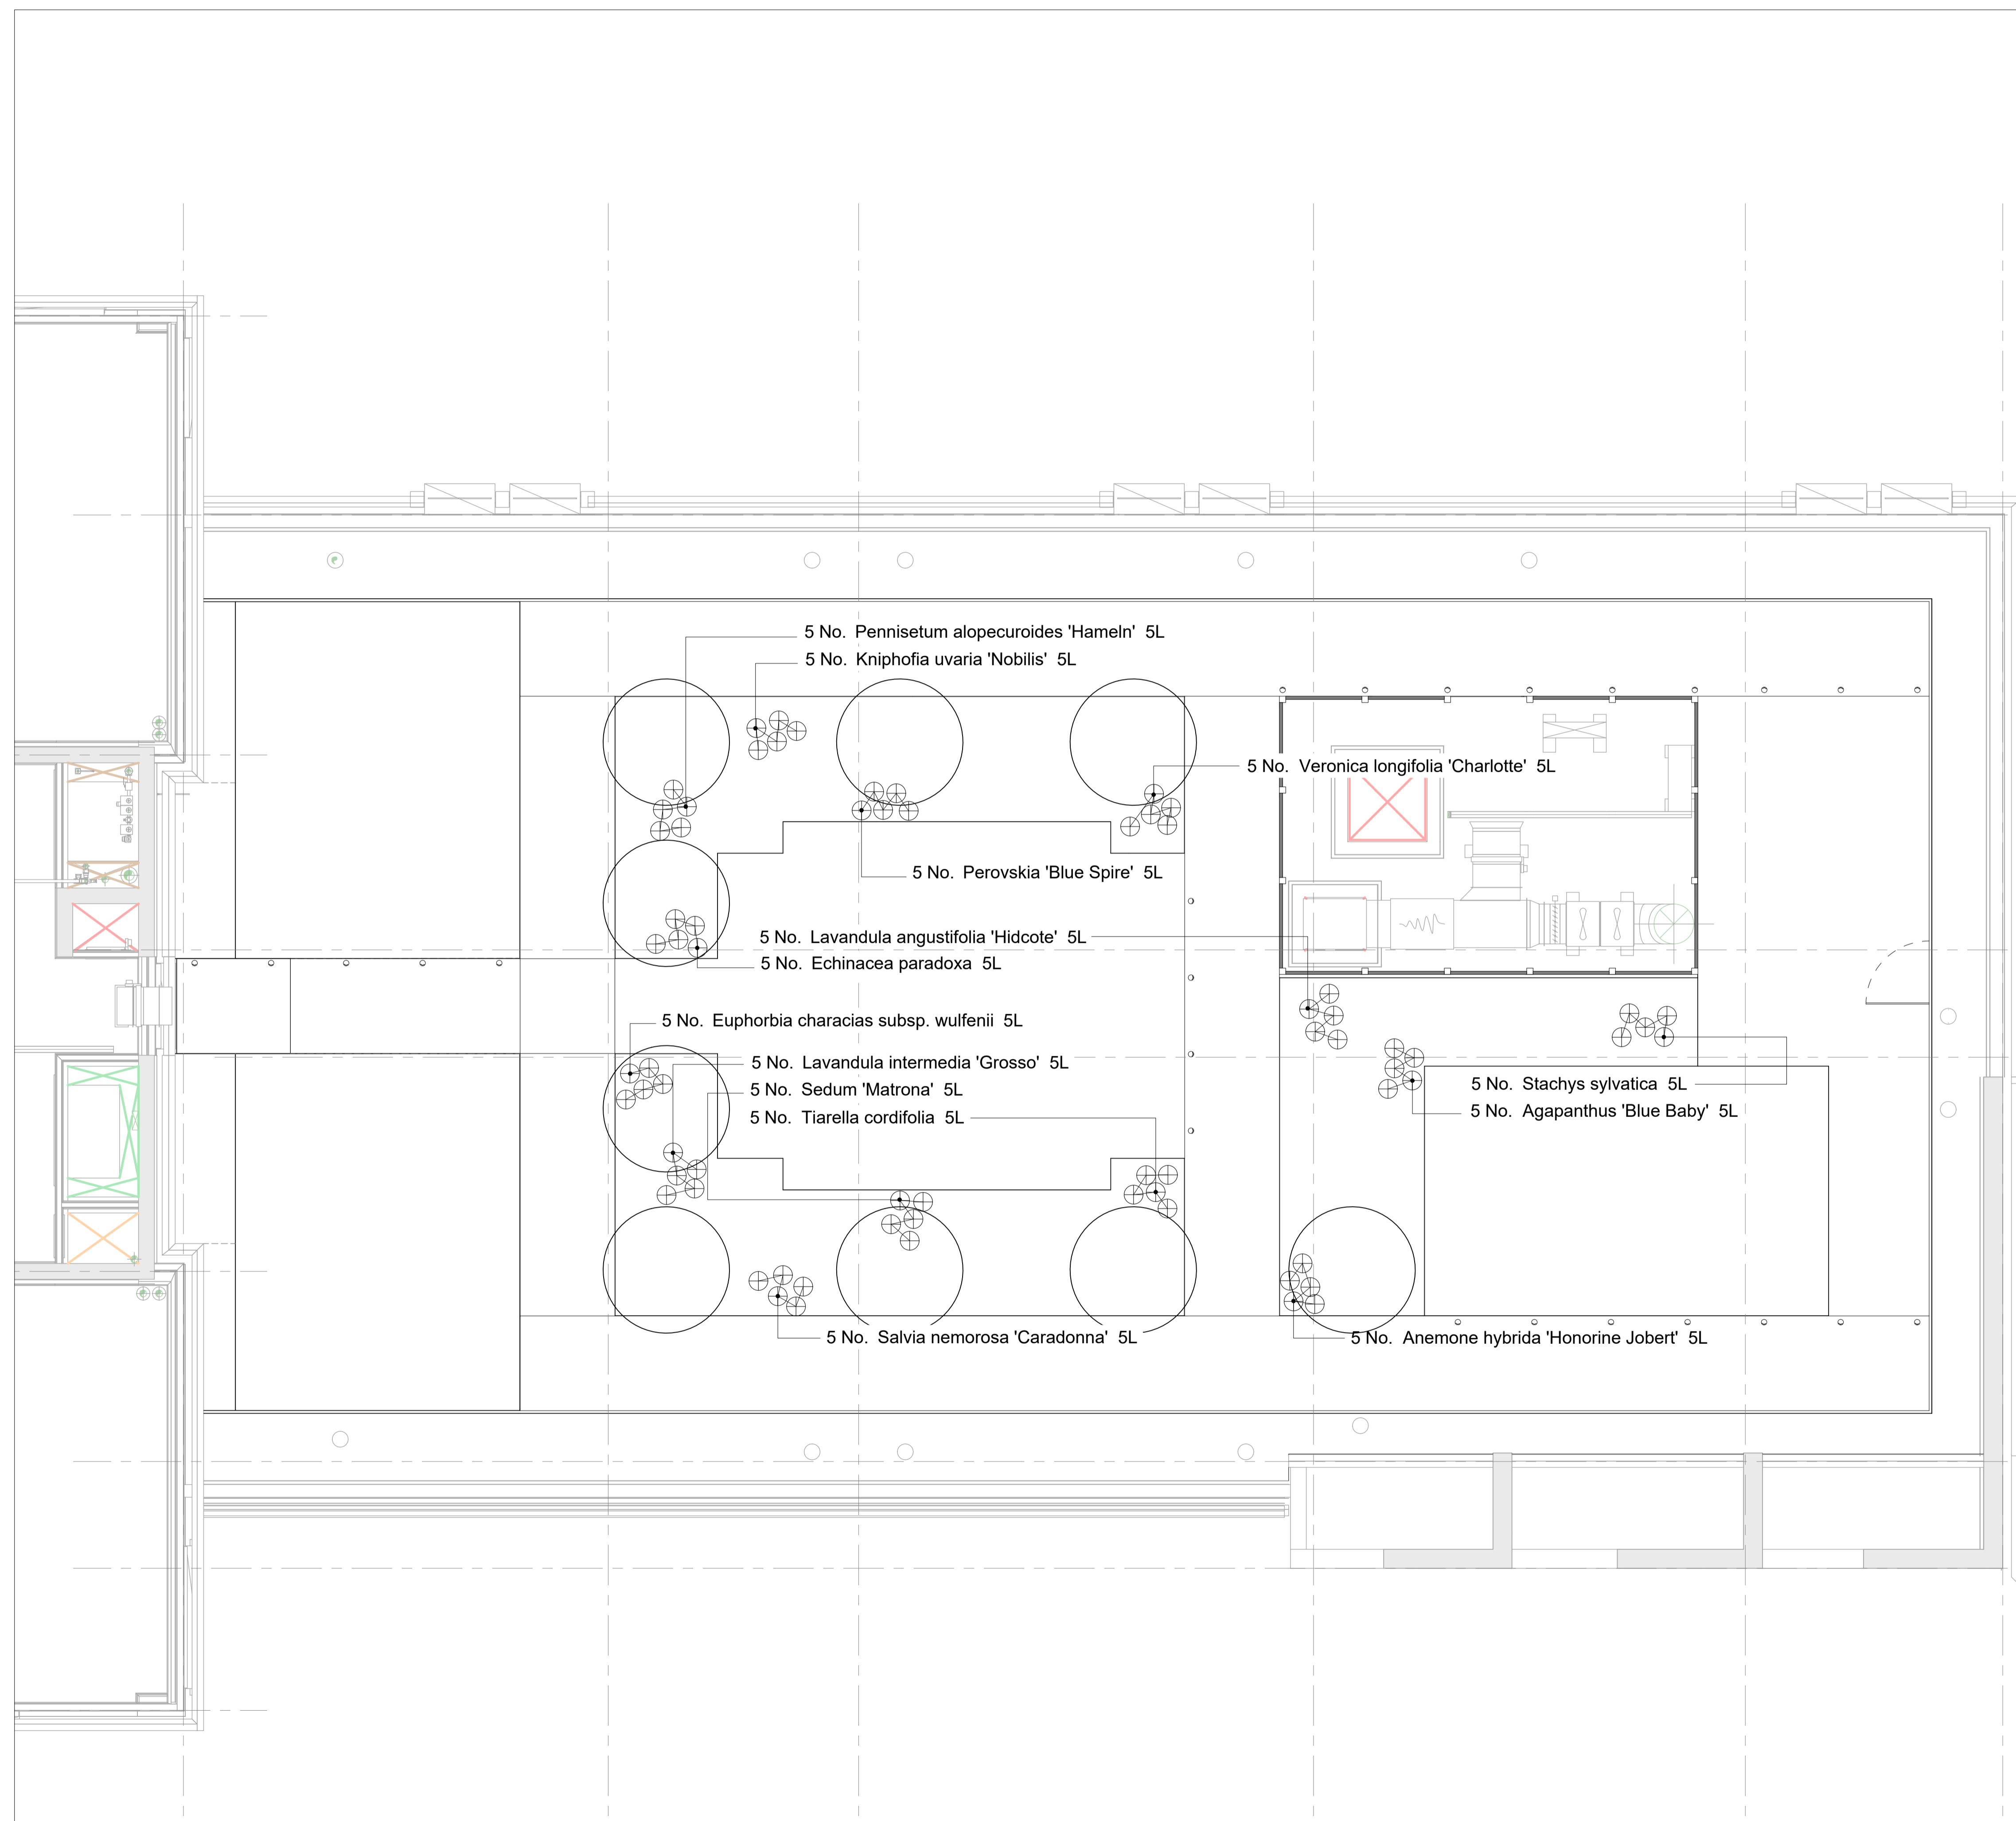 5 No. Pennisetum alopecuroides 'Hameln' 5L
5 No. Kniphofia uvaria 'Nobilis' 5L
5 No. Veronica longifolia 'Charlotte' 5L
5 No. Perovskia 'Blue Spire' 5L
5 No. Lavandula angustifolia 'Hidcote' 5L
5 No. Echinacea paradoxa 5L
5 No. Euphorbia characias subsp. wulfenii 5L
5 No. Lavandula intermedia 'Grosso' 5L
5 No. Sedum 'Matrona' 5L
5 No. Tiarella cordifolia 5L
5 No. Stachys sylvatica 5L
5 No. Agapanthus 'Blue Baby' 5L
5 No. Salvia nemorosa 'Caradonna' 5L
5 No. Anemone hybrida 'Honorine Jobert' 5L